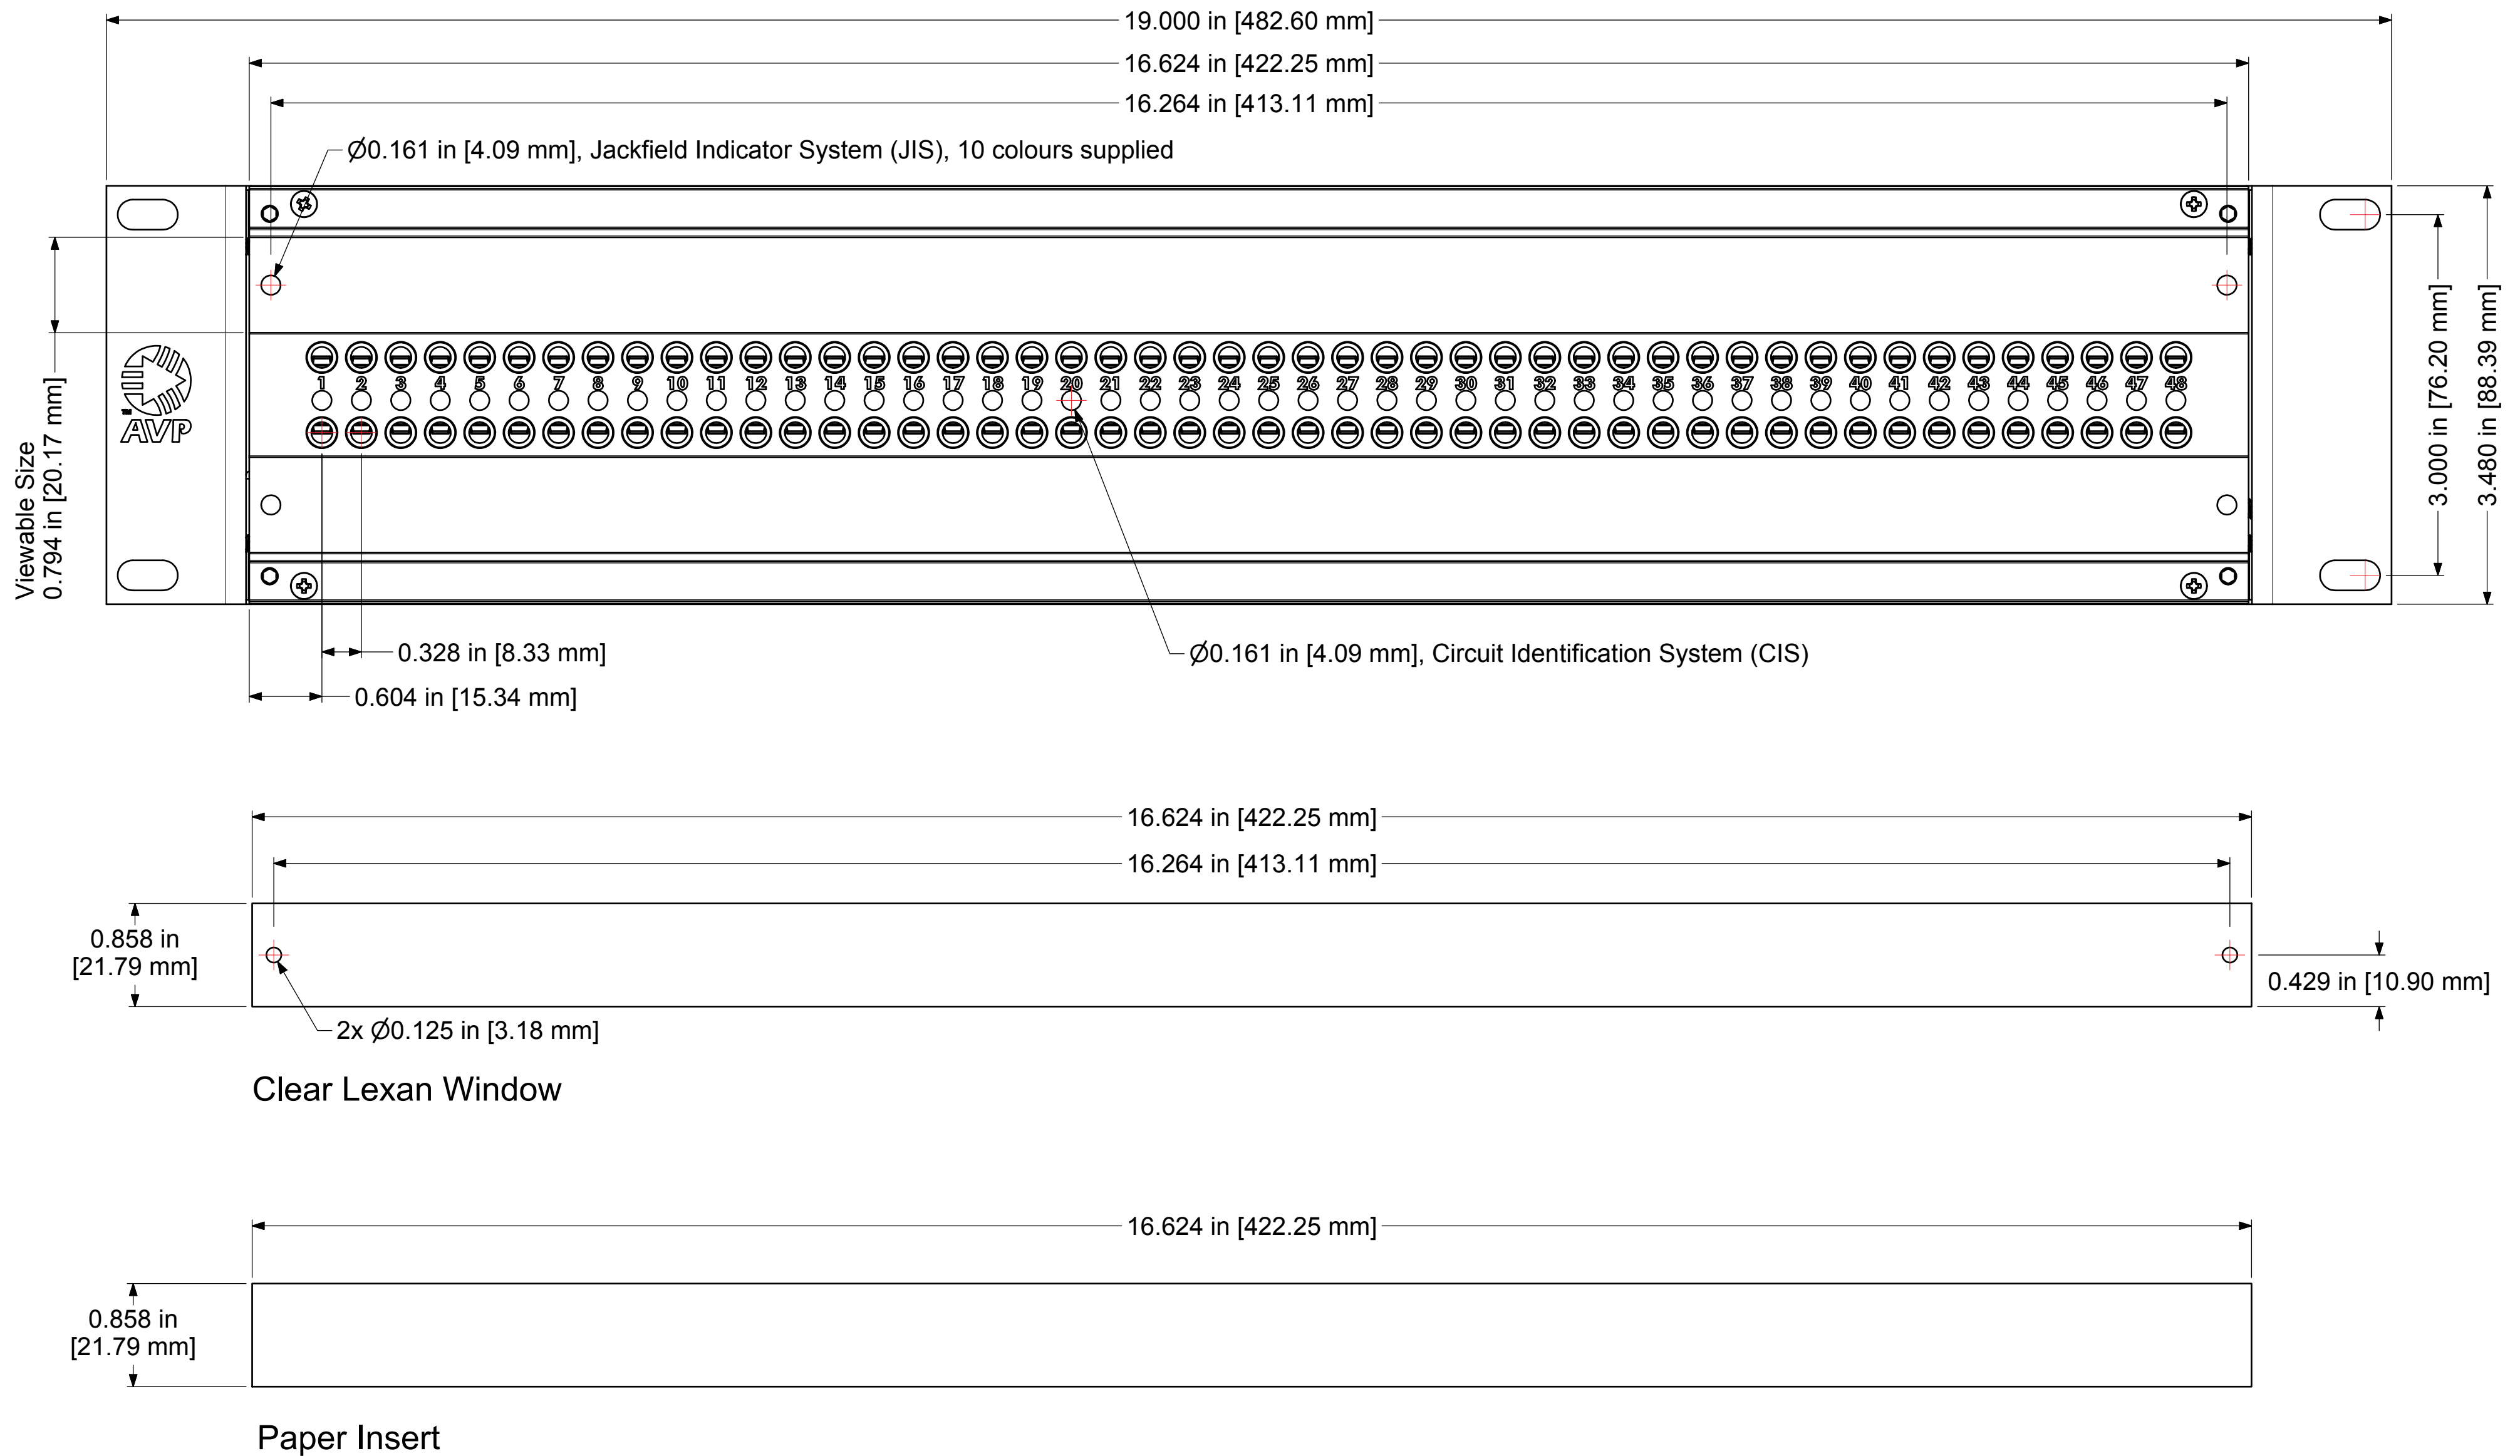 19.000 in [482.60 mm]
16.624 in [422.25 mm]
16.264 in [413.11 mm]
Ø0.161 in [4.09 mm], Jackfield Indicator System (JIS), 10 colours supplied
1 2 3 4 5 6 7 8 9 10 11 12 13 14 15 16 17 18 19 20 21 22 23 24 25 26 27 28 29 30 31 32 33 34 35 36 37 38 39 40 41 42 43 44 45 46 47 48
™
AVP
Viewable Size
0.794 in [20.17 mm]
3.000 in [76.20 mm]
3.480 in [88.39 mm]
0.328 in [8.33 mm]
Ø0.161 in [4.09 mm], Circuit Identification System (CIS)
0.604 in [15.34 mm]
16.624 in [422.25 mm]
16.264 in [413.11 mm]
0.858 in
[21.79 mm]
0.429 in [10.90 mm]
2x Ø0.125 in [3.18 mm]
Clear Lexan Window
16.624 in [422.25 mm]
0.858 in
[21.79 mm]
Paper Insert